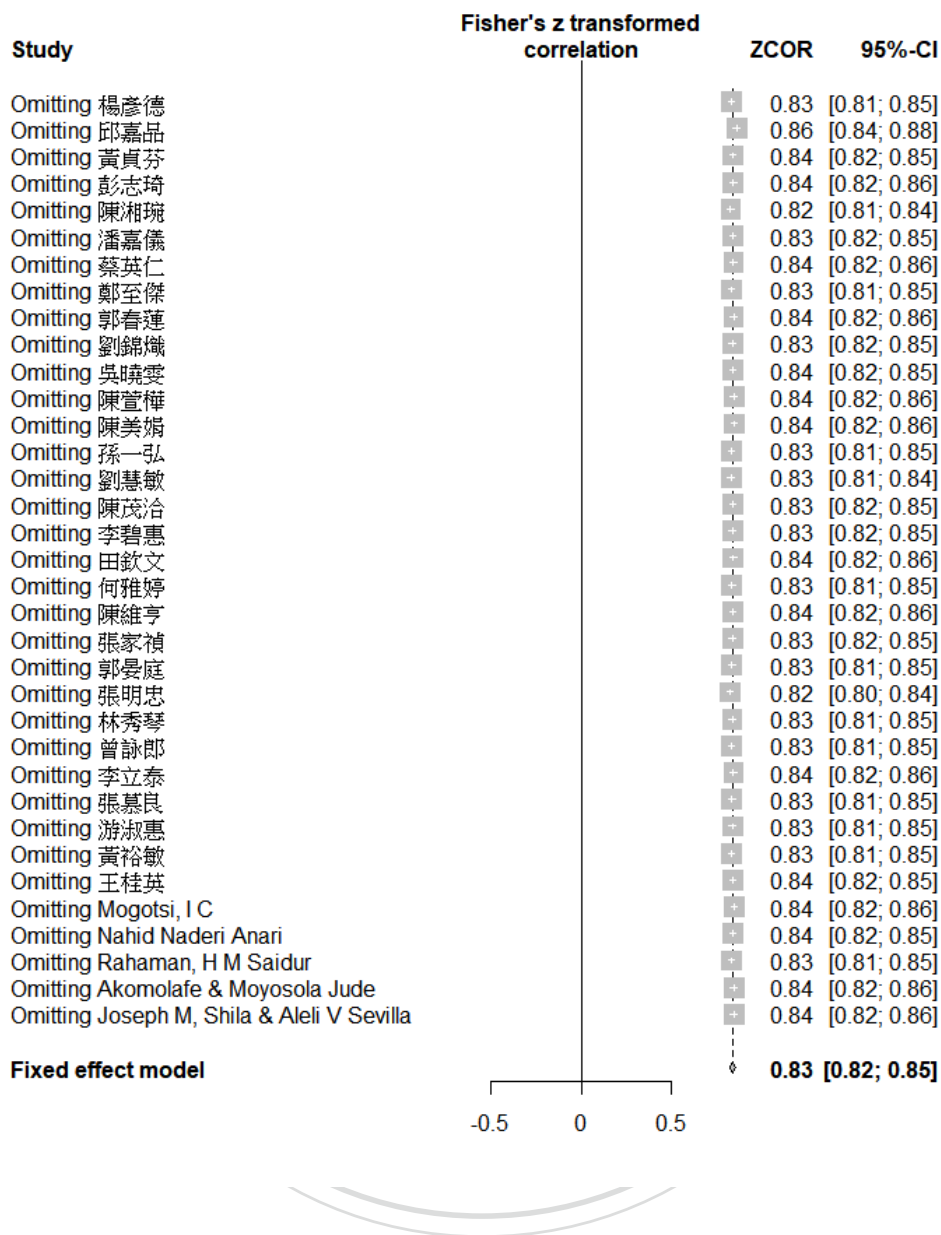 Fisher's z transformed
Study correlation ZCOR 95%-CI
Omitting 楊彥德 0.83 [0.81; 0.85]
Omitting 邱嘉品 0.86 [0.84; 0.88]
Omitting 黃貞芬 0.84 [0.82; 0.85]
Omitting 彭志琦 0.84 [0.82; 0.86]
Omitting 陳湘琬 0.82 [0.81; 0.84]
Omitting 潘嘉儀 0.83 [0.82; 0.85]
Omitting 蔡英仁 0.84 [0.82; 0.86]
Omitting 鄭至傑 0.83 [0.81; 0.85]
Omitting 郭春蓮 0.84 [0.82; 0.86]
Omitting 劉錦熾 0.83 [0.82; 0.85]
Omitting 吳曉雯 0.84 [0.82; 0.85]
Omitting 陳萱樺 0.84 [0.82; 0.86]
Omitting 陳美娟 0.84 [0.82; 0.86]
Omitting 孫一弘 0.83 [0.81; 0.85]
Omitting 劉慧敏 0.83 [0.81; 0.84]
Omitting 陳茂洽 0.83 [0.82; 0.85]
Omitting 李碧惠 0.83 [0.82; 0.85]
Omitting 田欽文 0.84 [0.82; 0.86]
Omitting 何雅婷 0.83 [0.81; 0.85]
Omitting 陳維亨 0.84 [0.82; 0.86]
Omitting 張家禎 0.83 [0.82; 0.85]
Omitting 郭晏庭 0.83 [0.81; 0.85]
Omitting 張明忠 0.82 [0.80; 0.84]
Omitting 林秀琴 0.83 [0.81; 0.85]
Omitting 曾詠郎 0.83 [0.81; 0.85]
Omitting 李立泰 0.84 [0.82; 0.86]
Omitting 張慕良 0.83 [0.81; 0.85]
Omitting 游淑惠 0.83 [0.81; 0.85]
Omitting 黃裕敏 0.83 [0.81; 0.85]
Omitting 王桂英 0.84 [0.82; 0.85]
Omitting Mogotsi, I C 0.84 [0.82; 0.86]
Omitting Nahid Naderi Anari 0.84 [0.82; 0.85]
Omitting Rahaman, H M Saidur 0.83 [0.81; 0.85]
Omitting Akomolafe & Moyosola Jude 0.84 [0.82; 0.86]
Omitting Joseph M, Shila & Aleli V Sevilla 0.84 [0.82; 0.86]
Fixed effect model 0.83 [0.82; 0.85]
-0.5 0 0.5